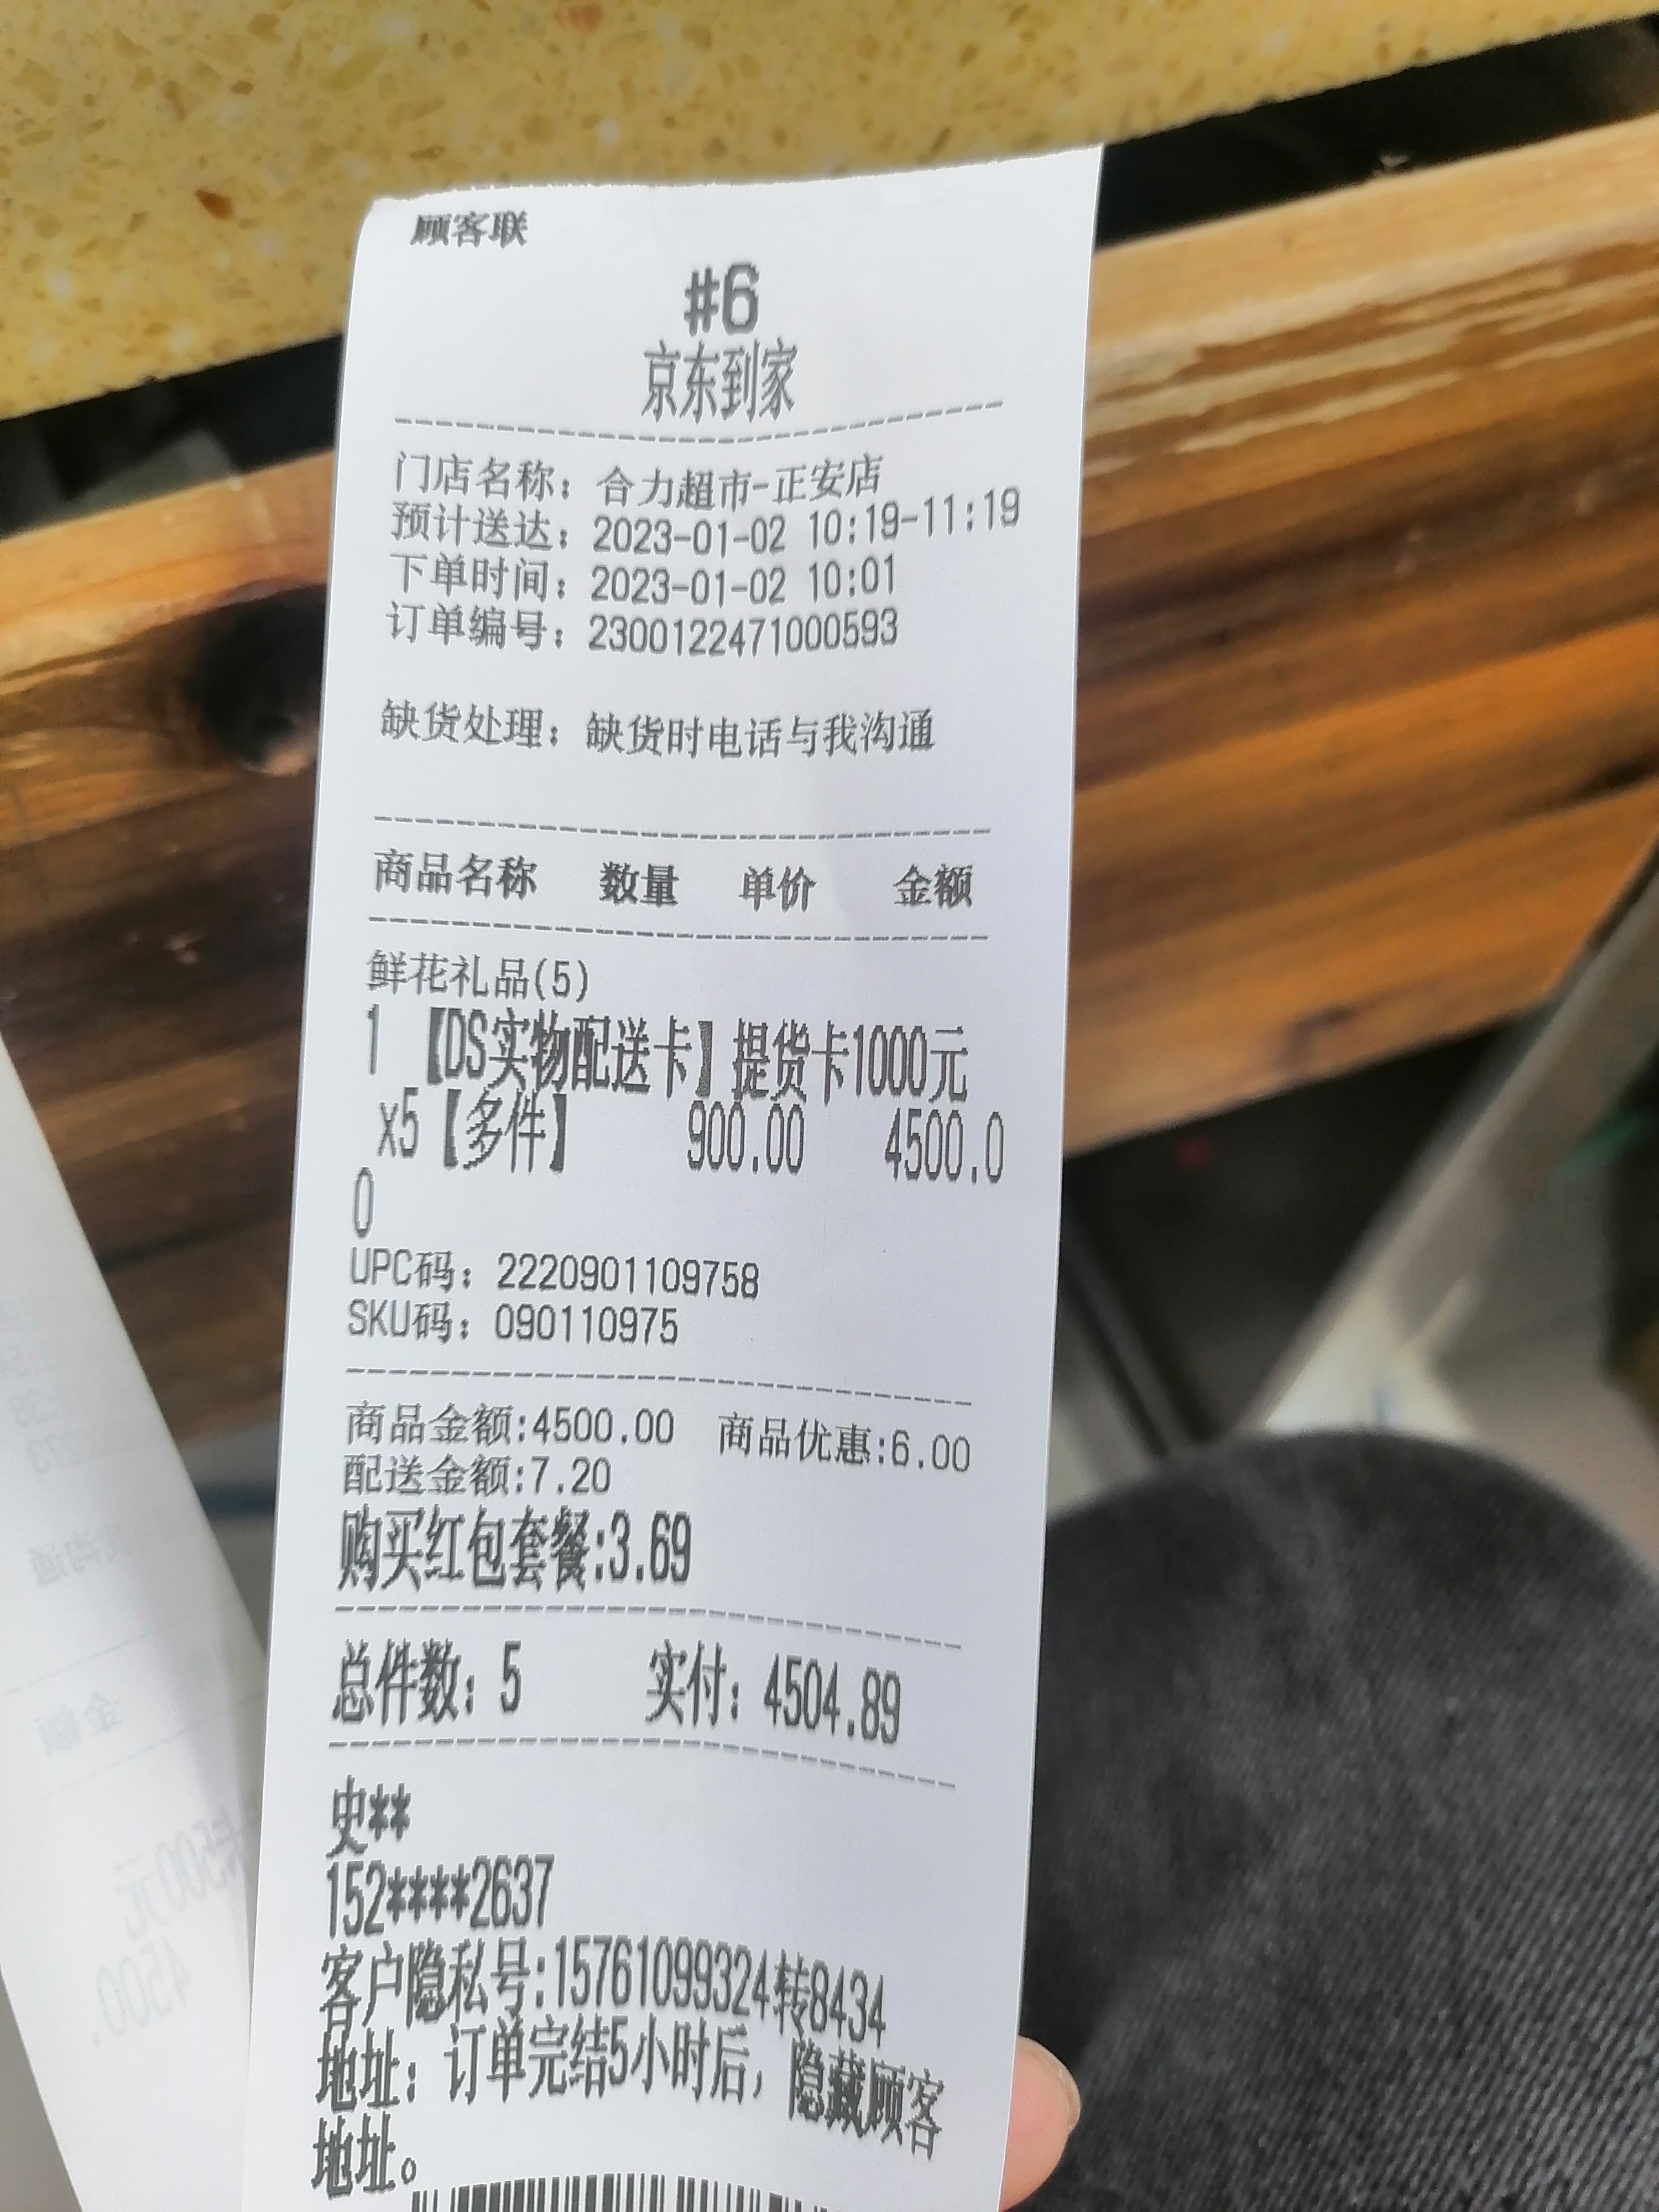 顾客联
#6
京东到家
门店名称：合力超市-正安店
预计送达：2023-01-02 10:19-11:19
下单时间：2023-01-02 10:01
订单编号：2300122471000593
缺货处理：缺货时电话与我沟通
商品名称 数量 单价 金额
鲜花礼品(5)
1 【DS实物配送卡】提货卡1000元
x5【多件】 900.00 4500.0
0
UPC码：2220901109758
SKU码：090110975
商品金额:4500.00 商品优惠:6.00
配送金额:7.20
购买红包套餐:3.69
总件数：5 实付：4504.89
史**
152****2637
客户隐私号:15761099324转8434
地址：订单完结5小时后，隐藏顾客
地址。